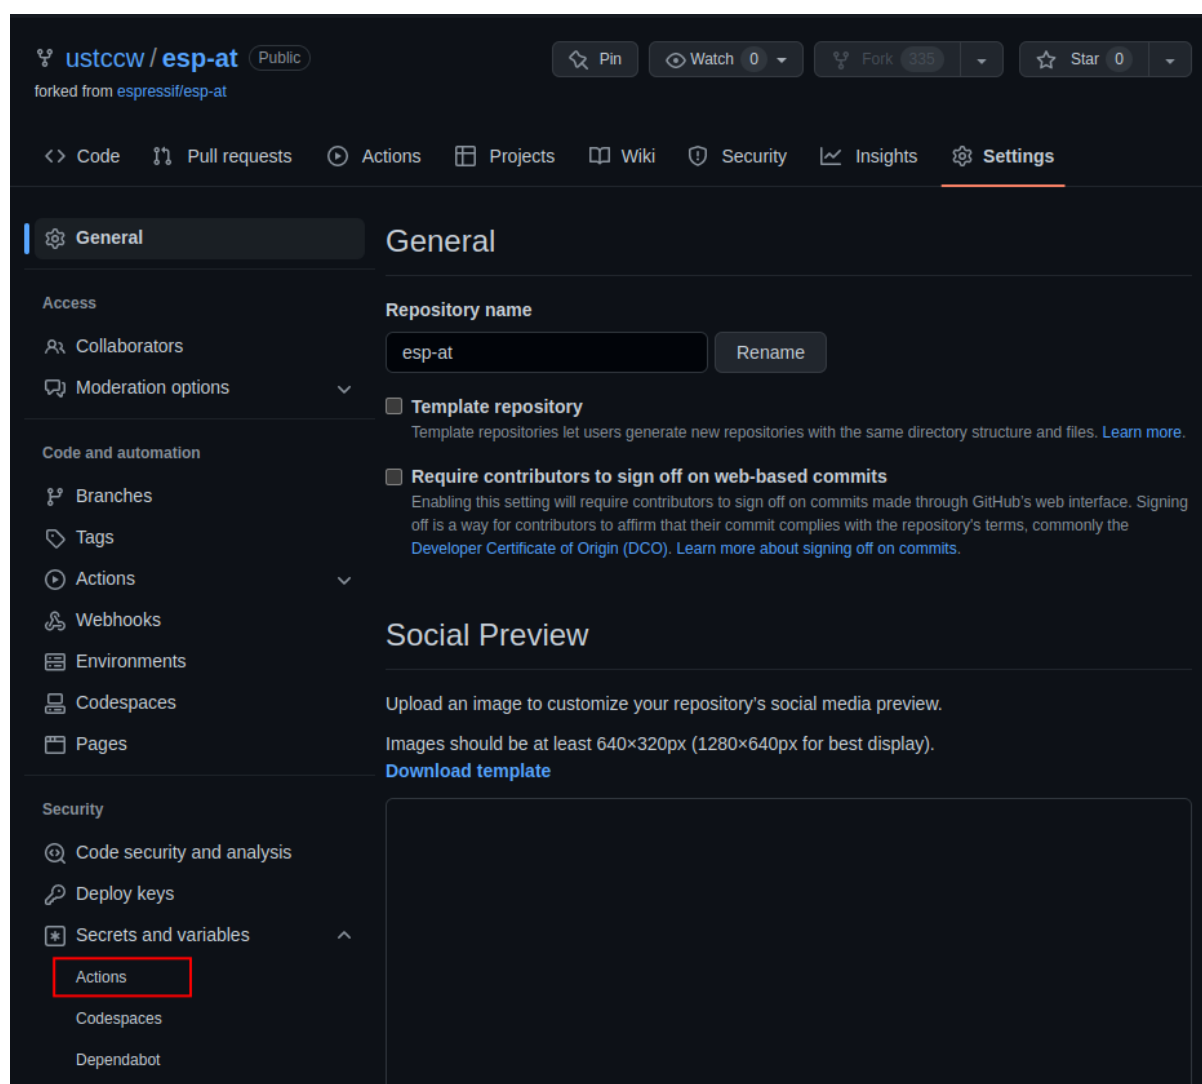 ustccw / esp-at Public
Pin
Watch 0
Fork 335
Star 0
forked from espressif/esp-at
Code
Pull requests
Actions
Projects
Wiki
Security
Insights
Settings
General
Access
Collaborators
Moderation options
Code and automation
Branches
Tags
Actions
Webhooks
Environments
Codespaces
Pages
Security
Code security and analysis
Deploy keys
Secrets and variables
Actions
Codespaces
Dependabot
General
Repository name
esp-at
Rename
Template repository
Template repositories let users generate new repositories with the same directory structure and files. Learn more.
Require contributors to sign off on web-based commits
Enabling this setting will require contributors to sign off on commits made through GitHub's web interface. Signing
off is a way for contributors to affirm that their commit complies with the repository's terms, commonly the
Developer Certificate of Origin (DCO). Learn more about signing off on commits.
Social Preview
Upload an image to customize your repository's social media preview.
Images should be at least 640×320px (1280×640px for best display).
Download template